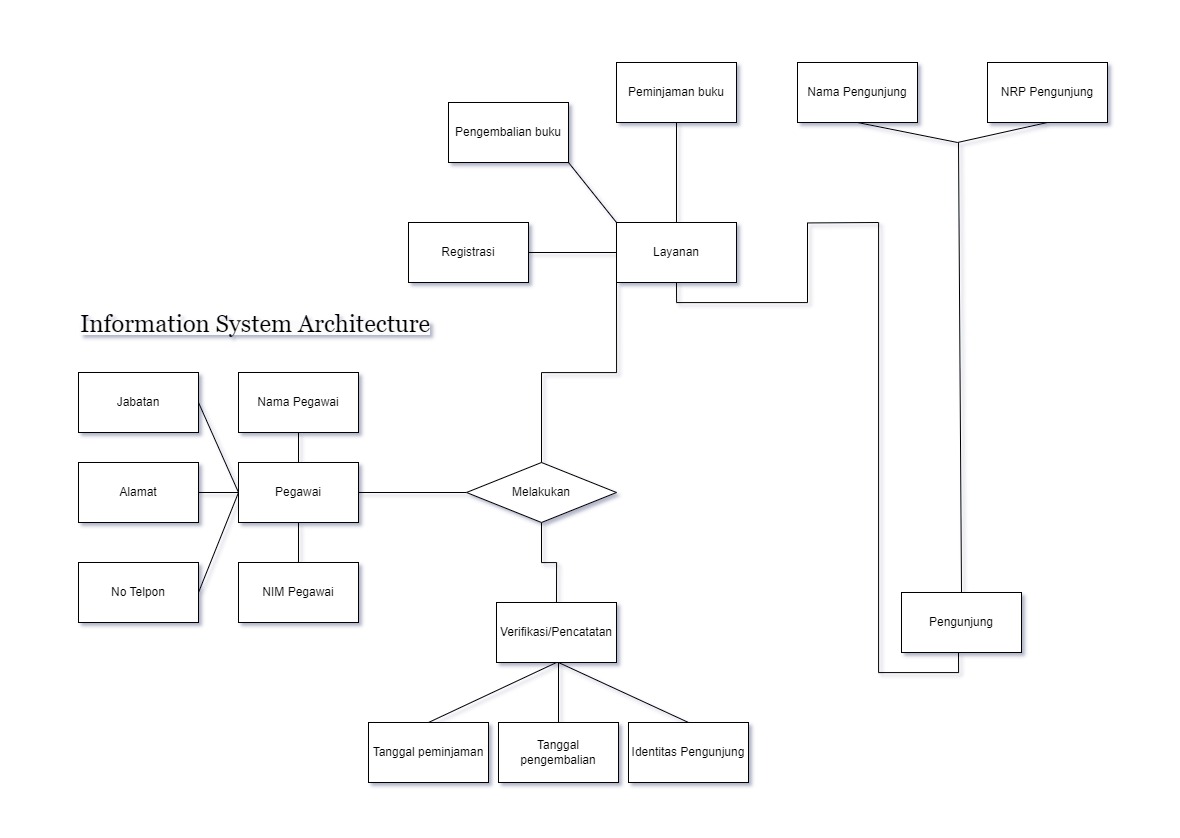 Peminjaman buku
Nama Pengunjung
NRP Pengunjung
Pengembalian buku
Registrasi
Layanan
Information System Architecture
Jabatan
Nama Pegawai
Alamat
Pegawai
Melakukan
No Telpon
NIM Pegawai
Verifikasi/Pencatatan
Pengunjung
Tanggal peminjaman
Tanggal
pengembalian
Identitas Pengunjung